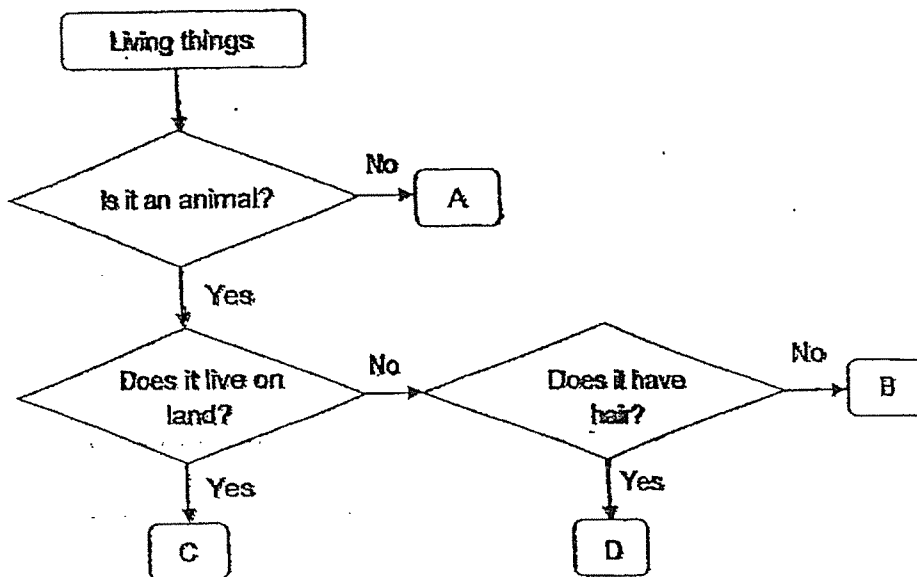 Living things
No
Is it an animal?
A
Yes
No
No
Does it live on
land?
Does it have
hair?
B
Yes
Yes
C
D